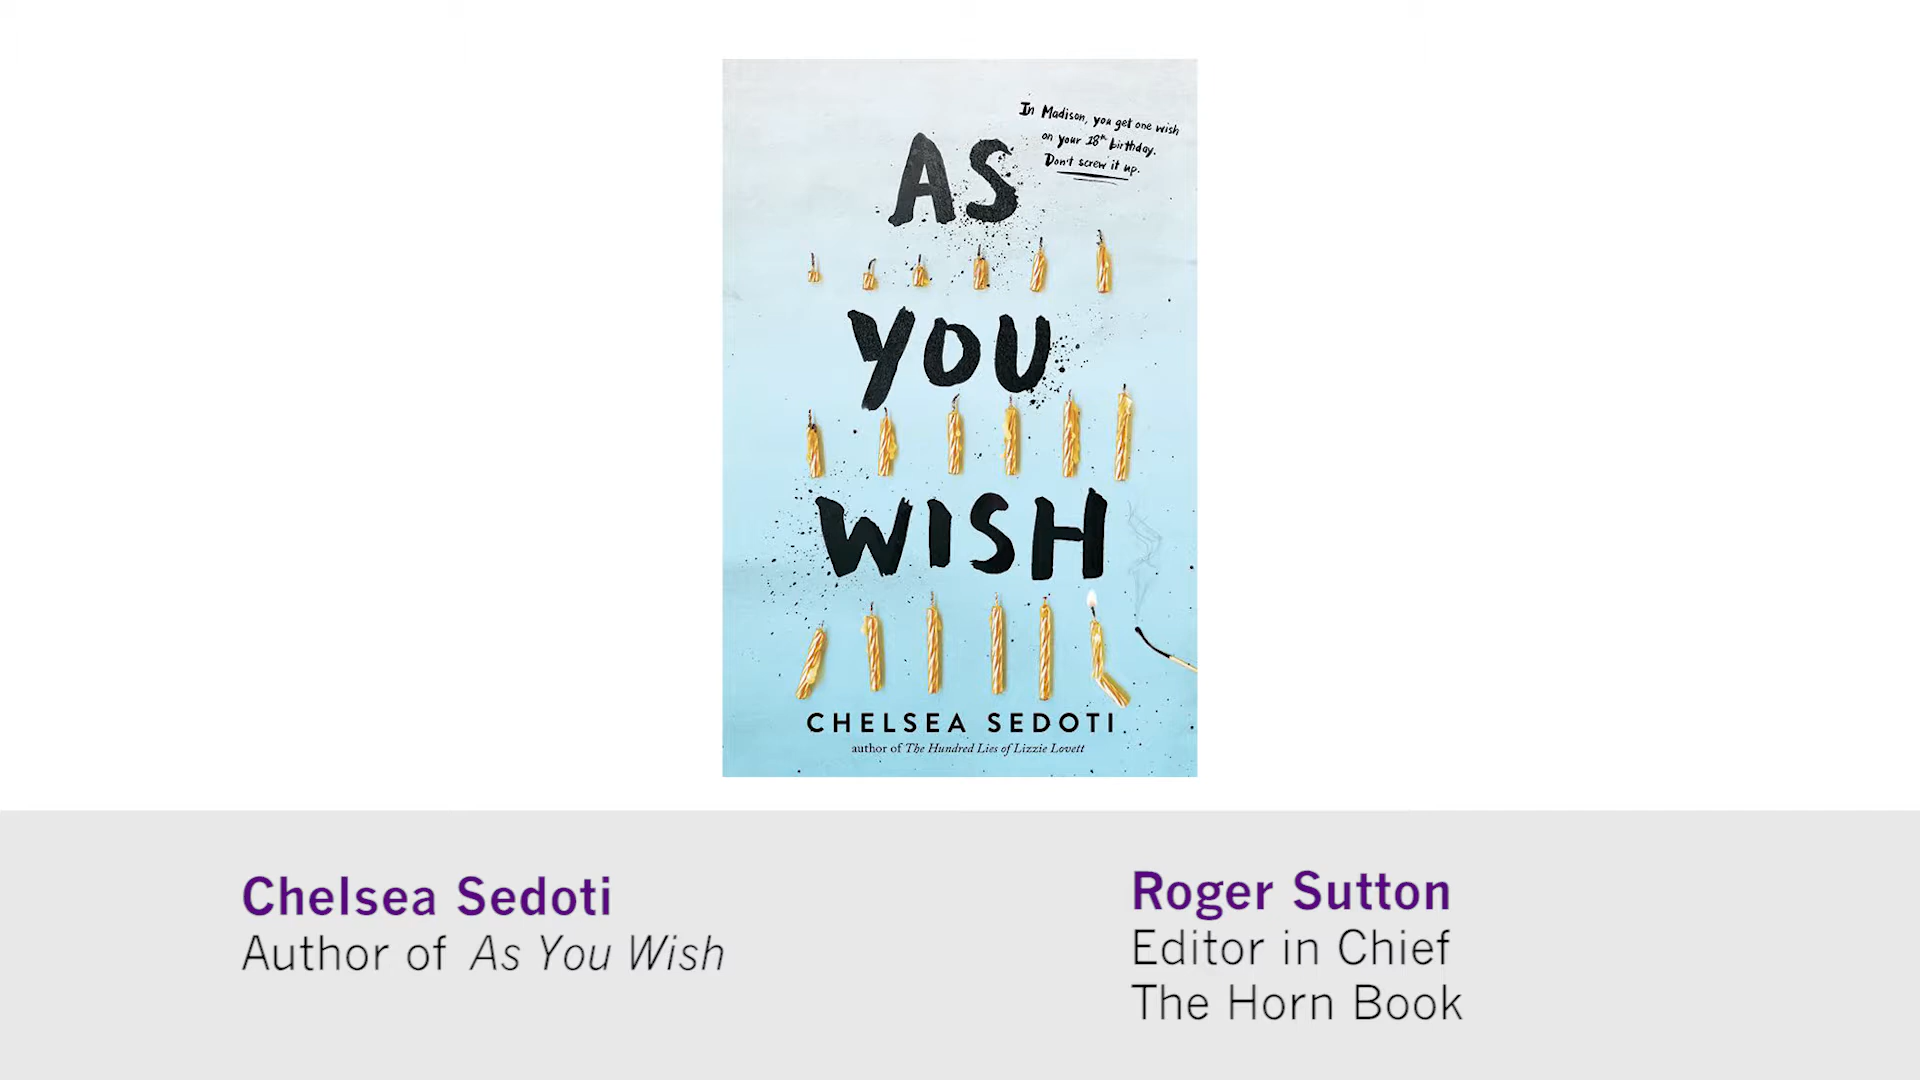 In Madison, you get one wish
on your 18th birthday.
Don't screw it up.
AS
YOU
WISH
CHELSEA SEDOTI
author of The Hundred Lies of Lizzie Lovett
Chelsea Sedoti
Author of As You Wish
Roger Sutton
Editor in Chief
The Horn Book